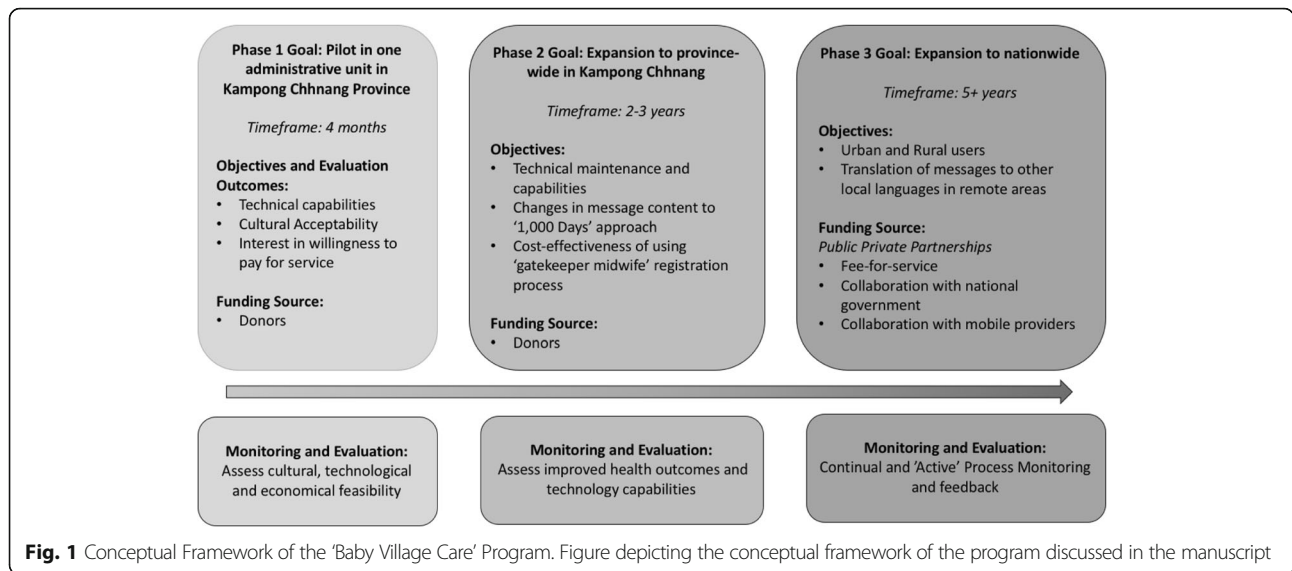 Phase 1 Goal: Pilot in one
administrative unit in
Kampong Chhnang Province
Timeframe: 4 months
Objectives and Evaluation
Outcomes:
• Technical capabilities
• Cultural Acceptability
• Interest in willingness to
pay for service
Funding Source:
• Donors
Phase 2 Goal: Expansion to province-
wide in Kampong Chhnang
Timeframe: 2-3 years
Objectives:
• Technical maintenance and
capabilities
• Changes in message content to
‘1,000 Days’ approach
• Cost-effectiveness of using
‘gatekeeper midwife’ registration
process
Funding Source:
• Donors
Phase 3 Goal: Expansion to nationwide
Timeframe: 5+ years
Objectives:
• Urban and Rural users
• Translation of messages to other
local languages in remote areas
Funding Source:
Public Private Partnerships
• Fee-for-service
• Collaboration with national
government
• Collaboration with mobile providers
Monitoring and Evaluation:
Assess cultural, technological
and economical feasibility
Monitoring and Evaluation:
Assess improved health outcomes and
technology capabilities
Monitoring and Evaluation:
Continual and ’Active’ Process Monitoring
and feedback
Fig. 1 Conceptual Framework of the ‘Baby Village Care’ Program. Figure depicting the conceptual framework of the program discussed in the manuscript